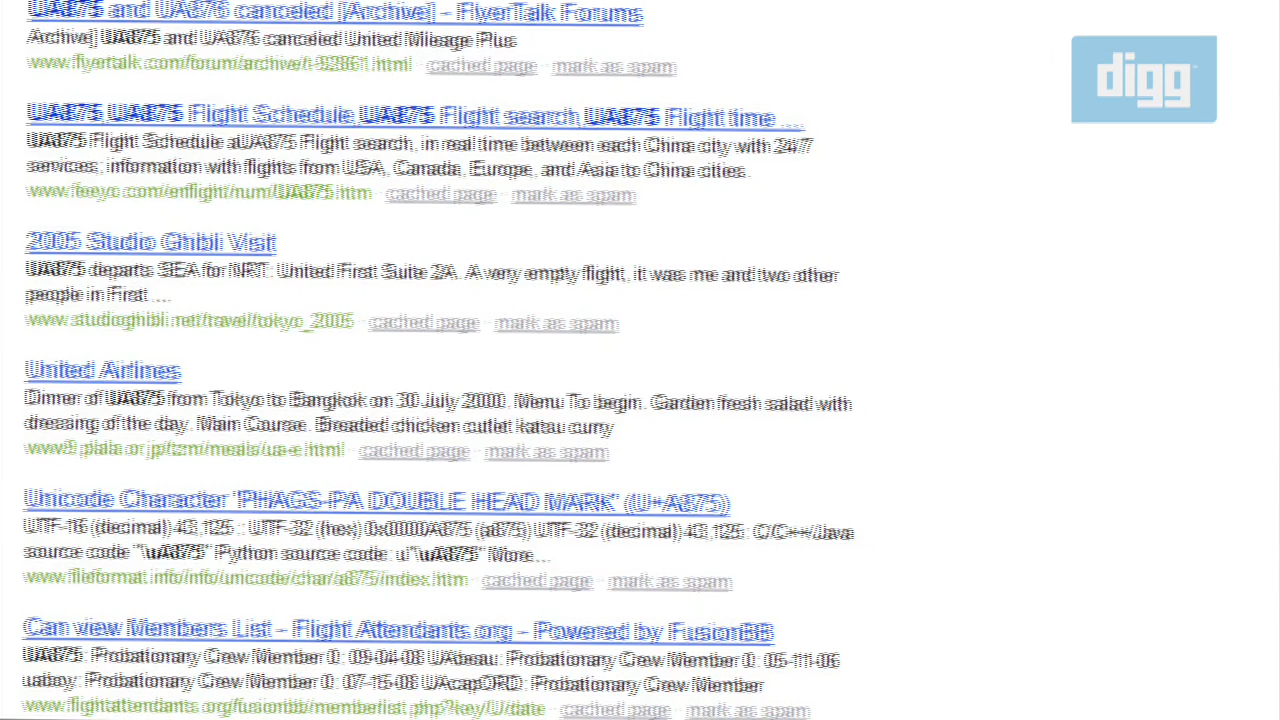 UA875 and UA876 canceled [Archive] - FlyerTalk Forums
Archive] UA875 and UA876 canceled United Mileage Plus
www.flyertalk.com/forum/archive/t-52861.html · cached page · mark as spam
digg
UA875,UA875 Flight Schedule,UA875 Flight search,UA875 Flight time ...
UA875 Flight Schedule aUA875 Flight search, in real time between each China city with 24/7
services; information with flights from USA, Canada, Europe, and Asia to China cities.
www.feeyo.com/enflight/num/UA875.htm · cached page · mark as spam
2005 Studio Ghibli Visit
UA875 departs SEA for NRT: United First Suite 2A. A very empty flight, it was me and two other
people in First ...
www.studioghibli.net/travel/tokyo_2005 · cached page · mark as spam
United Airlines
Dinner of UA875 from Tokyo to Bangkok on 30 July 2000. Menu To begin. Garden fresh salad with
dressing of the day. Main Course. Breaded chicken cutlet katsu curry
www9.plala.or.jp/tzm/meals/ua-e.html · cached page · mark as spam
Unicode Character 'PHAGS-PA DOUBLE HEAD MARK' (U+A875)
UTF-16 (decimal) 43,125 : UTF-32 (hex) 0x0000A875 (a875) UTF-32 (decimal) 43,125: C/C++/Java
source code "\uA875" Python source code: u"\uA875" More...
www.fileformat.info/info/unicode/char/a875/index.htm · cached page · mark as spam
Can view Members List - Flight Attendants.org - Powered by FusionBB
UA875: Probationary Crew Member 0: 09-04-08 UAbeau: Probationary Crew Member 0: 05-11-06
uaboy: Probationary Crew Member 0: 07-15-08 UAcapORD: Probationary Crew Member
www.flightattendants.org/fusionbb/memberlist.php?key/U/date · cached page · mark as spam